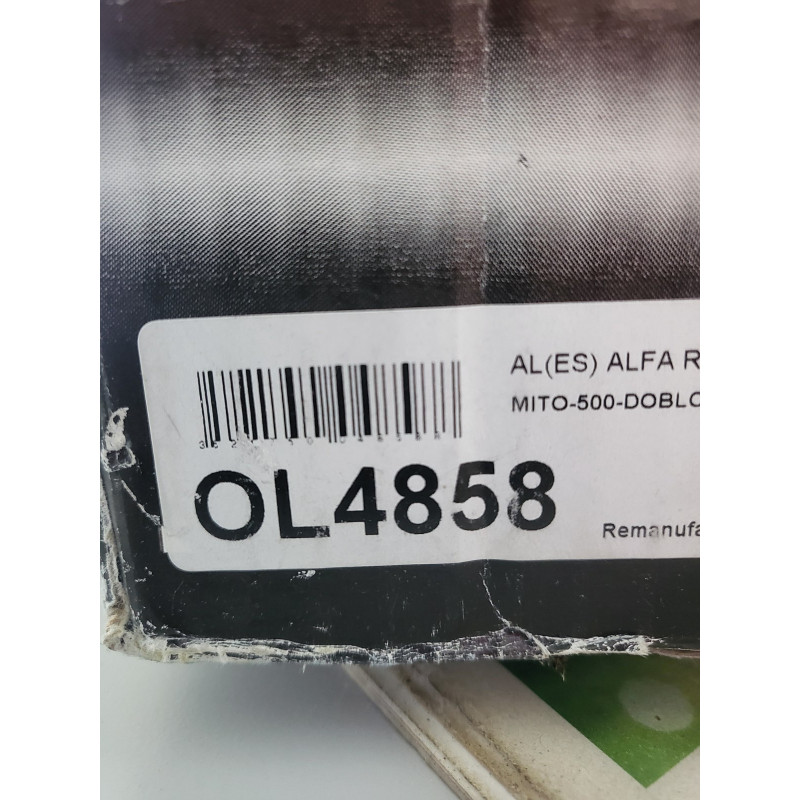 AL(ES) ALFA R
MITO-500-DOBLO
OL4858
Remanufa